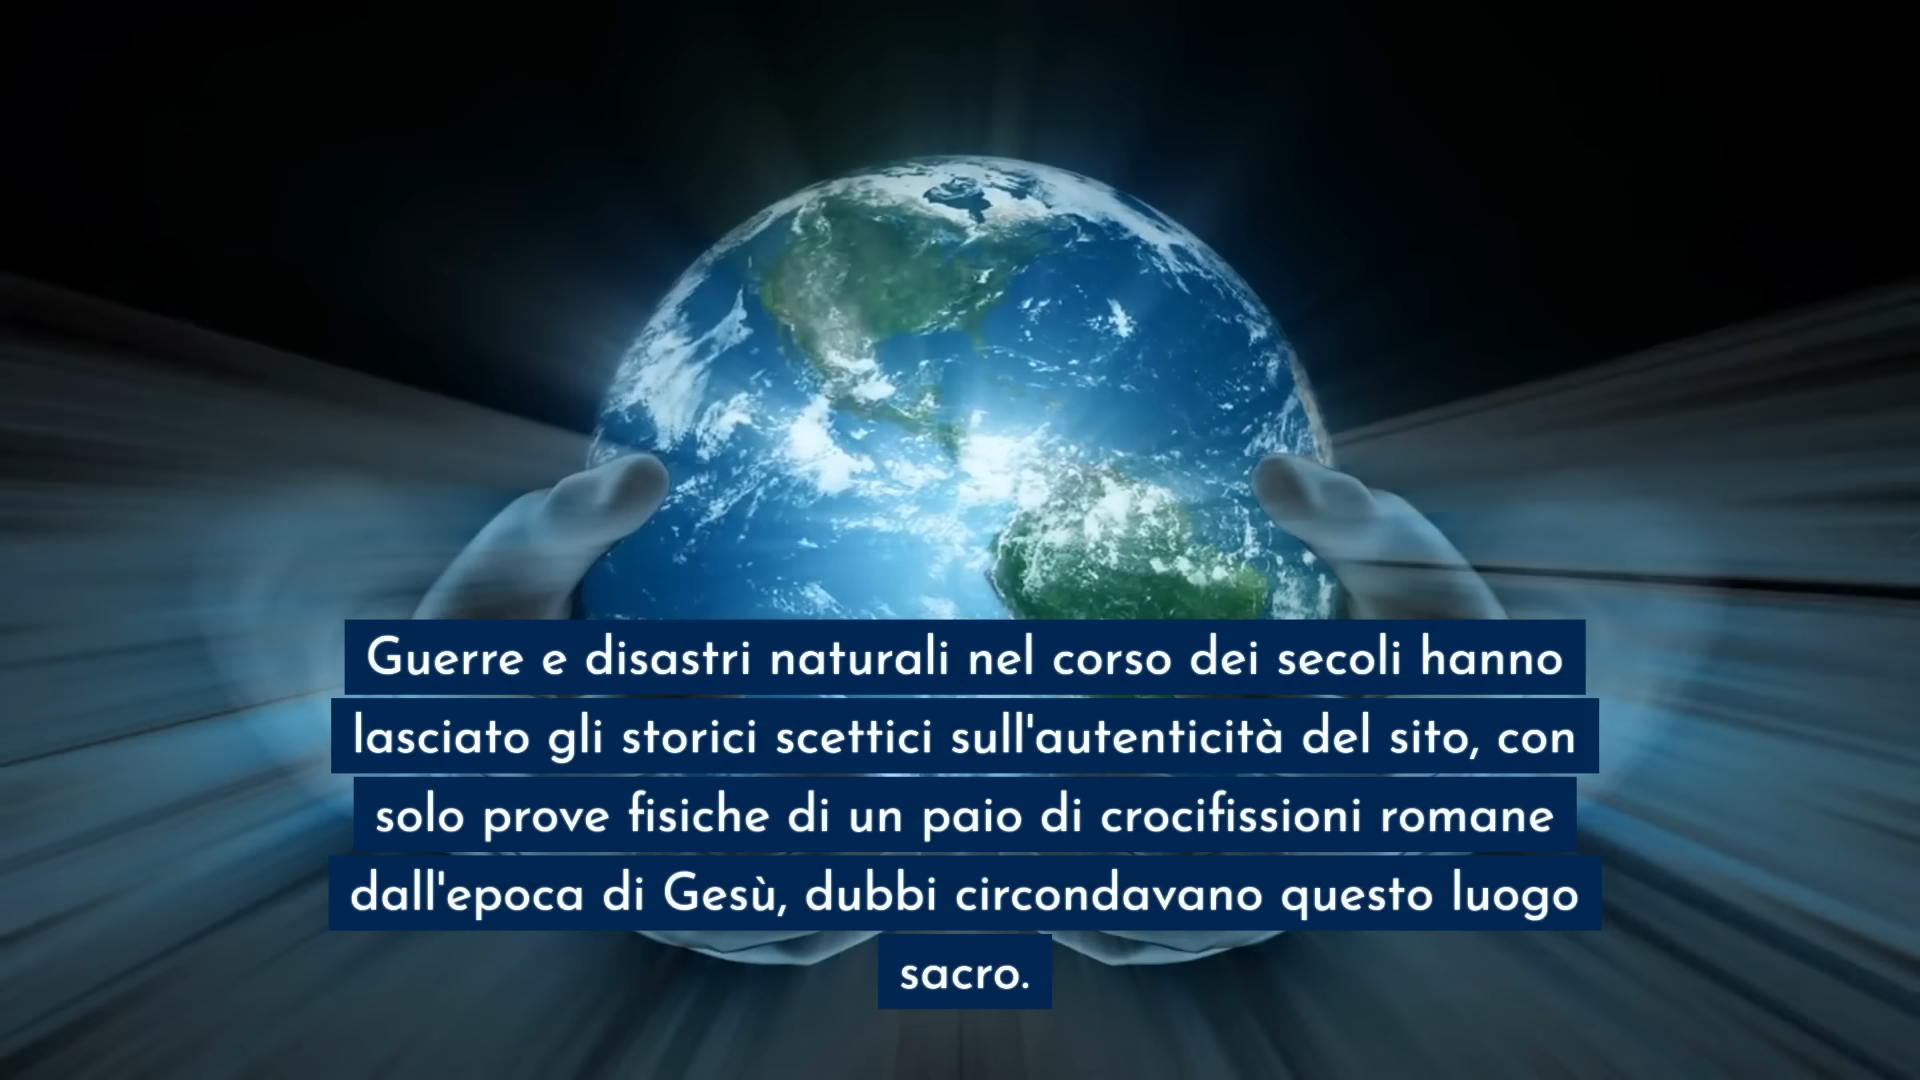 Guerre e disastri naturali nel corso dei secoli hanno
lasciato gli storici scettici sull'autenticità del sito, con
solo prove fisiche di un paio di crocifissioni romane
dall'epoca di Gesù, dubbi circondavano questo luogo
sacro.